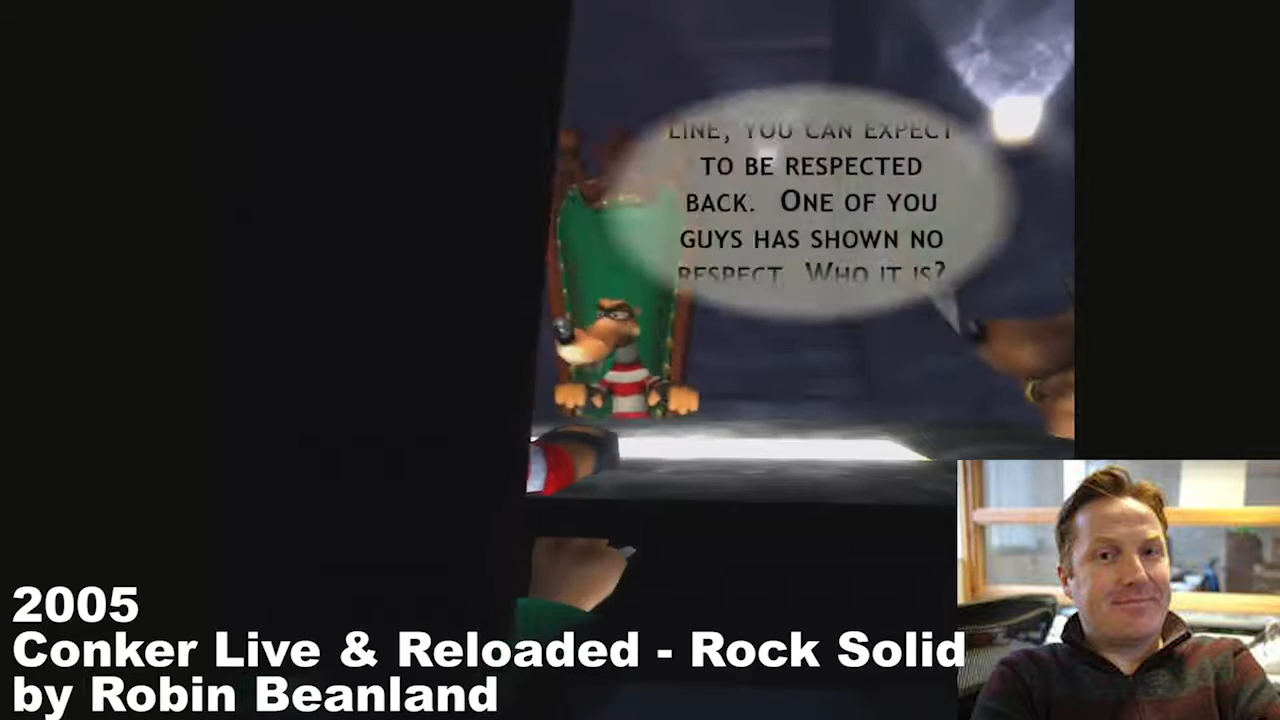 LINE, YOU CAN EXPECT
TO BE RESPECTED
BACK. ONE OF YOU
GUYS HAS SHOWN NO
RESPECT. WHO IT IS?
2005
Conker Live & Reloaded - Rock Solid
by Robin Beanland